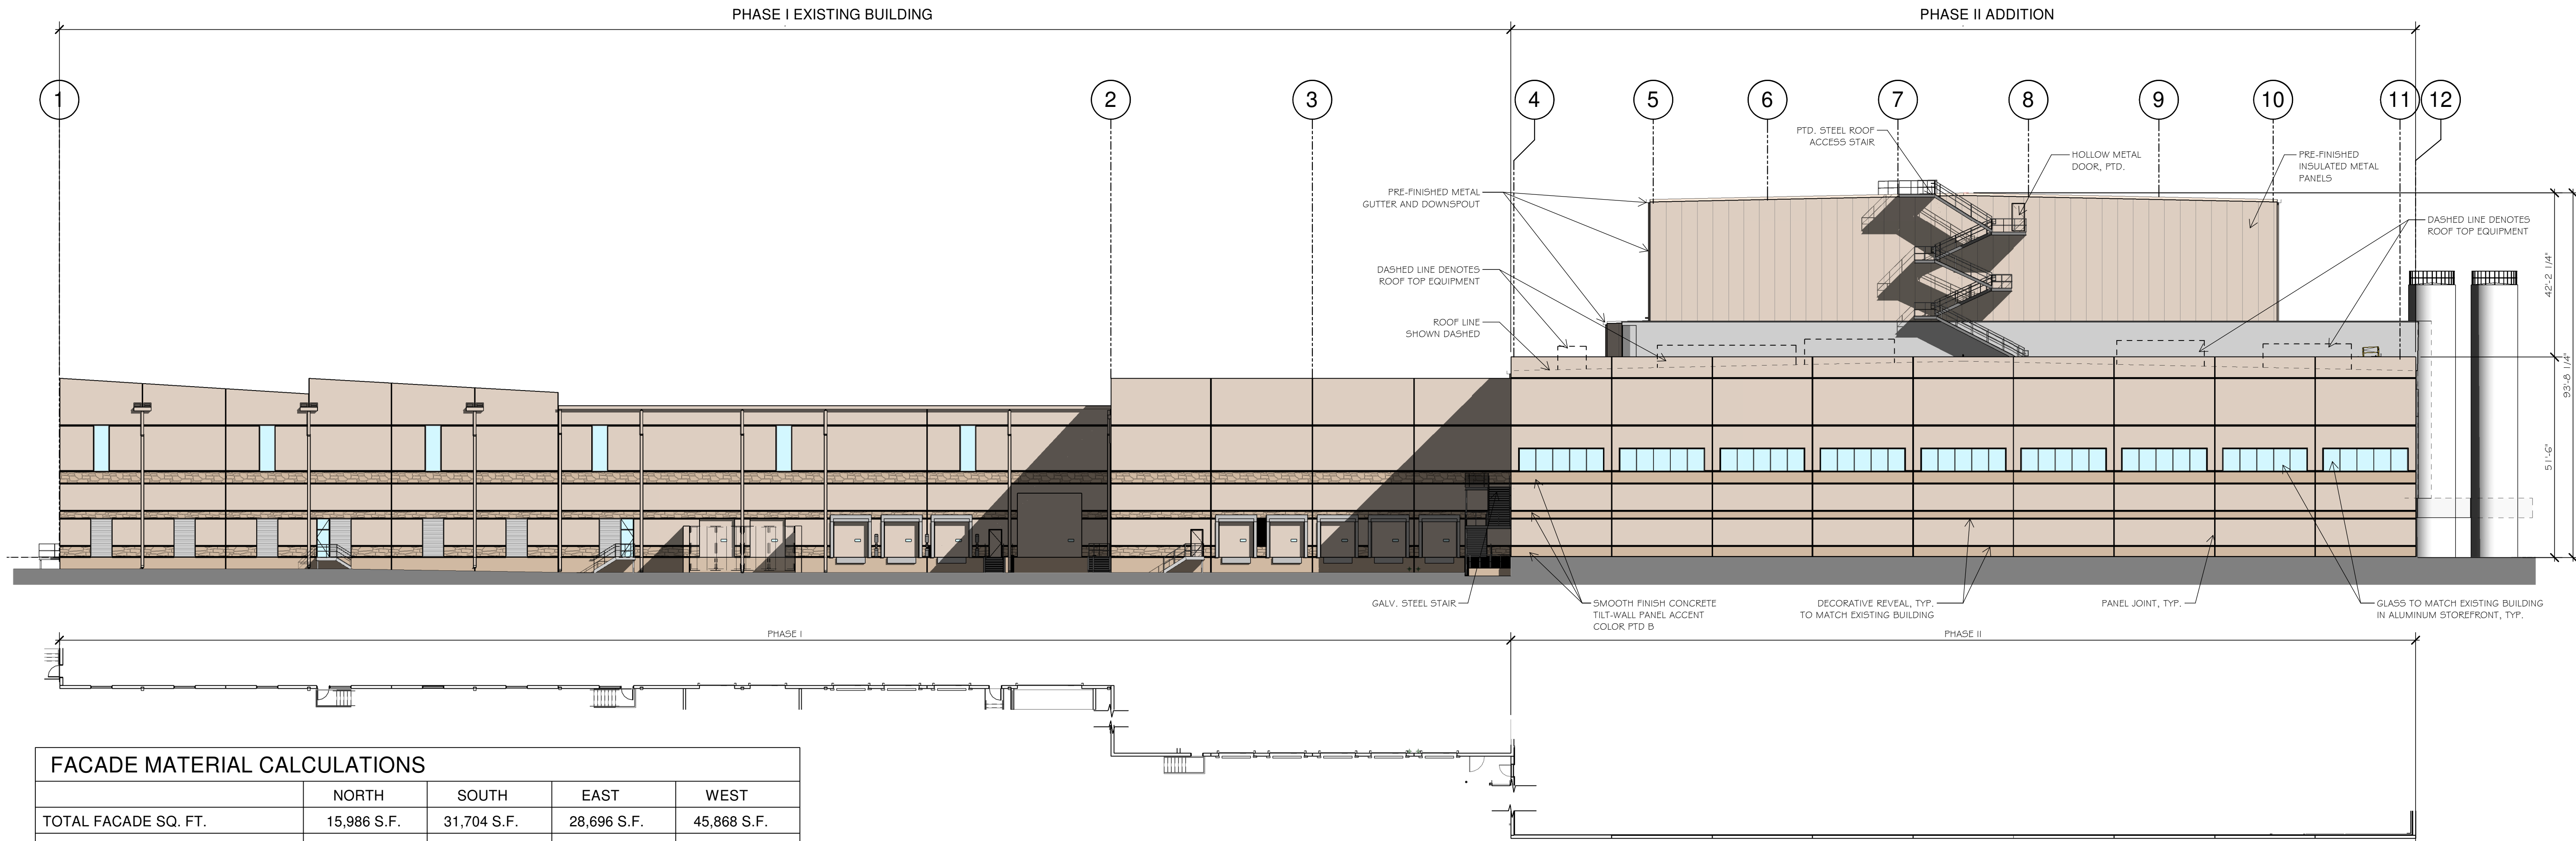 PHASE I EXISTING BUILDING
PHASE II ADDITION
1
2
3
4
5
6
7
8
9
10
11
12
PTD. STEEL ROOF
ACCESS STAIR
HOLLOW METAL
DOOR, PTD.
PRE-FINISHED
INSULATED METAL
PANELS
PRE-FINISHED METAL
GUTTER AND DOWNSPOUT
DASHED LINE DENOTES
ROOF TOP EQUIPMENT
DASHED LINE DENOTES
ROOF TOP EQUIPMENT
ROOF LINE
SHOWN DASHED
42'-2 1/4"
93'-8 1/4"
51'-6"
GALV. STEEL STAIR
SMOOTH FINISH CONCRETE
TILT-WALL PANEL ACCENT
COLOR PTD B
DECORATIVE REVEAL, TYP.
TO MATCH EXISTING BUILDING
PANEL JOINT, TYP.
GLASS TO MATCH EXISTING BUILDING
IN ALUMINUM STOREFRONT, TYP.
PHASE I
PHASE II
FACADE MATERIAL CALCULATIONS
NORTH SOUTH EAST WEST
TOTAL FACADE SQ. FT. 15,986 S.F. 31,704 S.F. 28,696 S.F. 45,868 S.F.